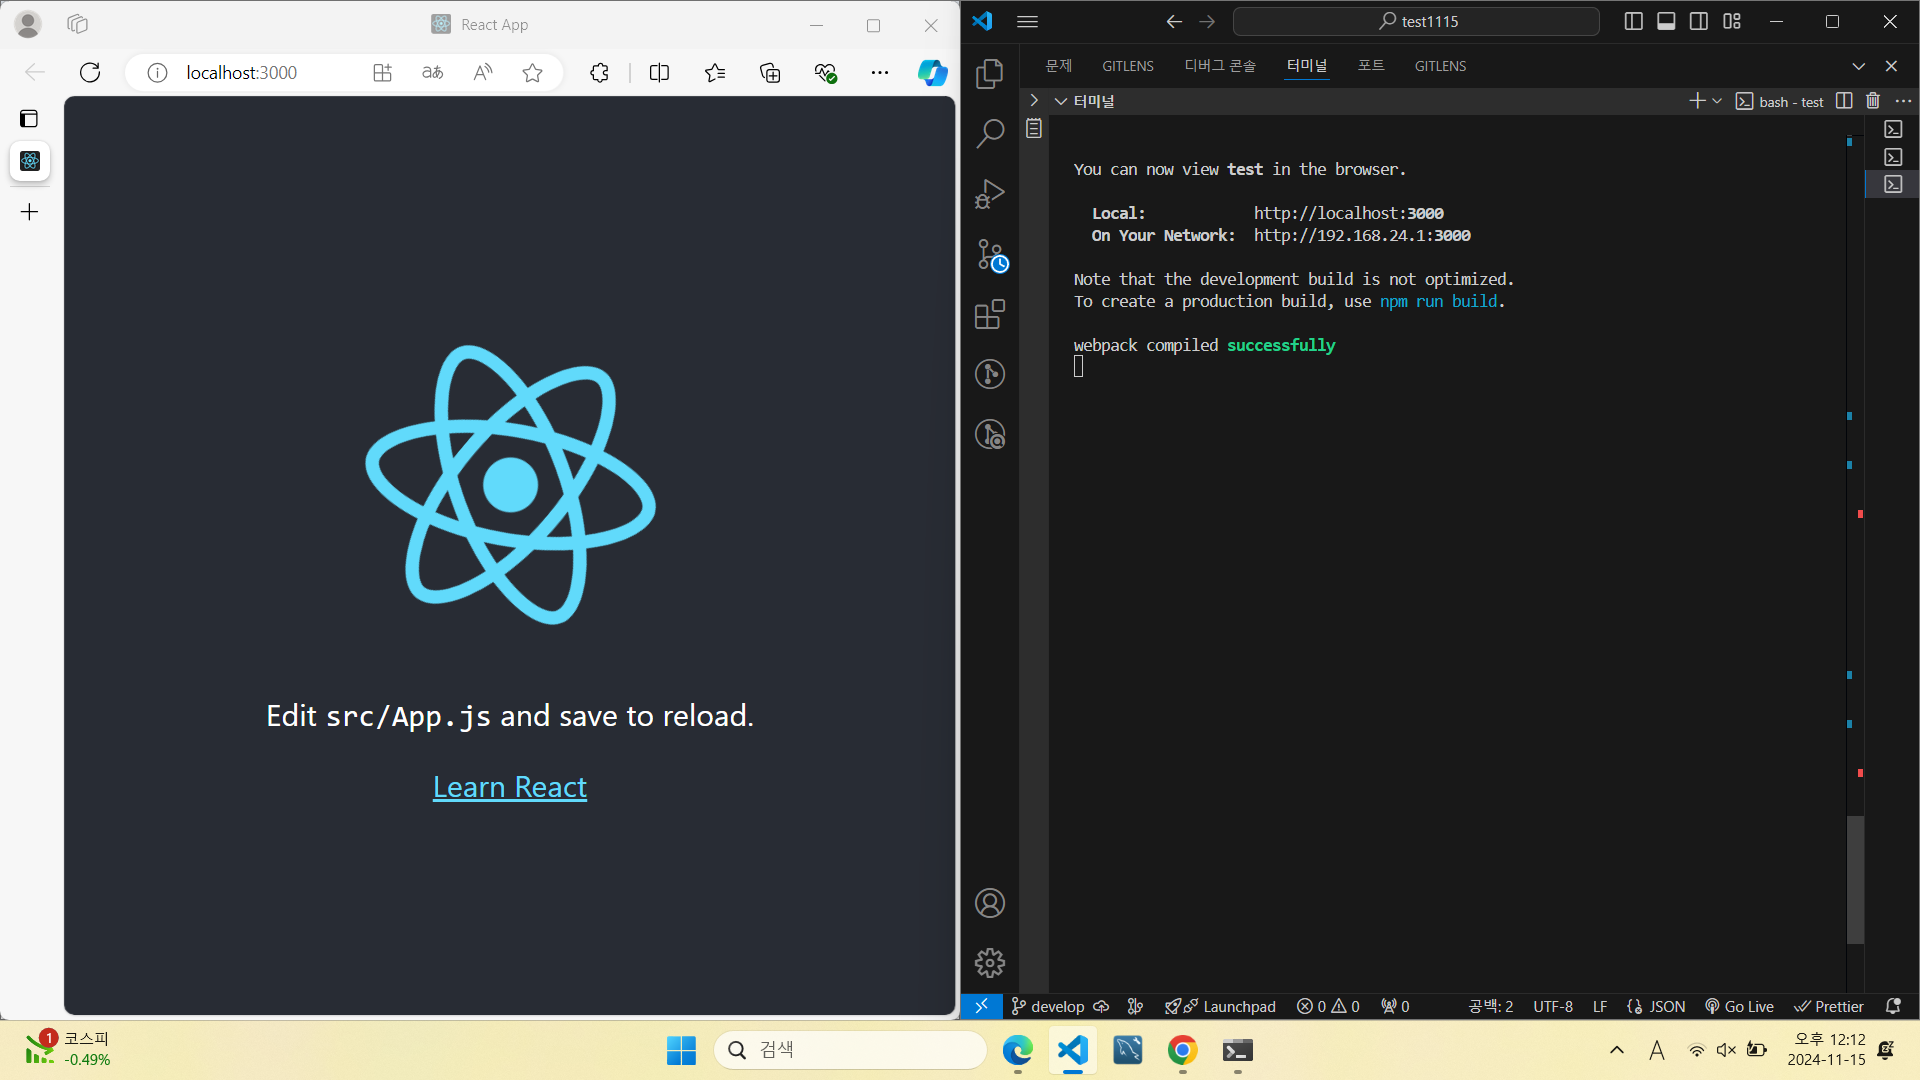 React App
localhost:3000
Edit src/App.js and save to reload.
Learn React
test1115
문제
GITLENS
디버그 콘솔
터미널
포트
GITLENS
터미널
bash - test
You can now view test in the browser.
Local: http://localhost:3000
On Your Network: http://192.168.24.1:3000
Note that the development build is not optimized.
To create a production build, use npm run build.
webpack compiled successfully
develop
Launchpad
0
0
0
공백: 2
UTF-8
LF
JSON
Go Live
Prettier
1
코스피
-0.49%
검색
A
오후 12:12
2024-11-15